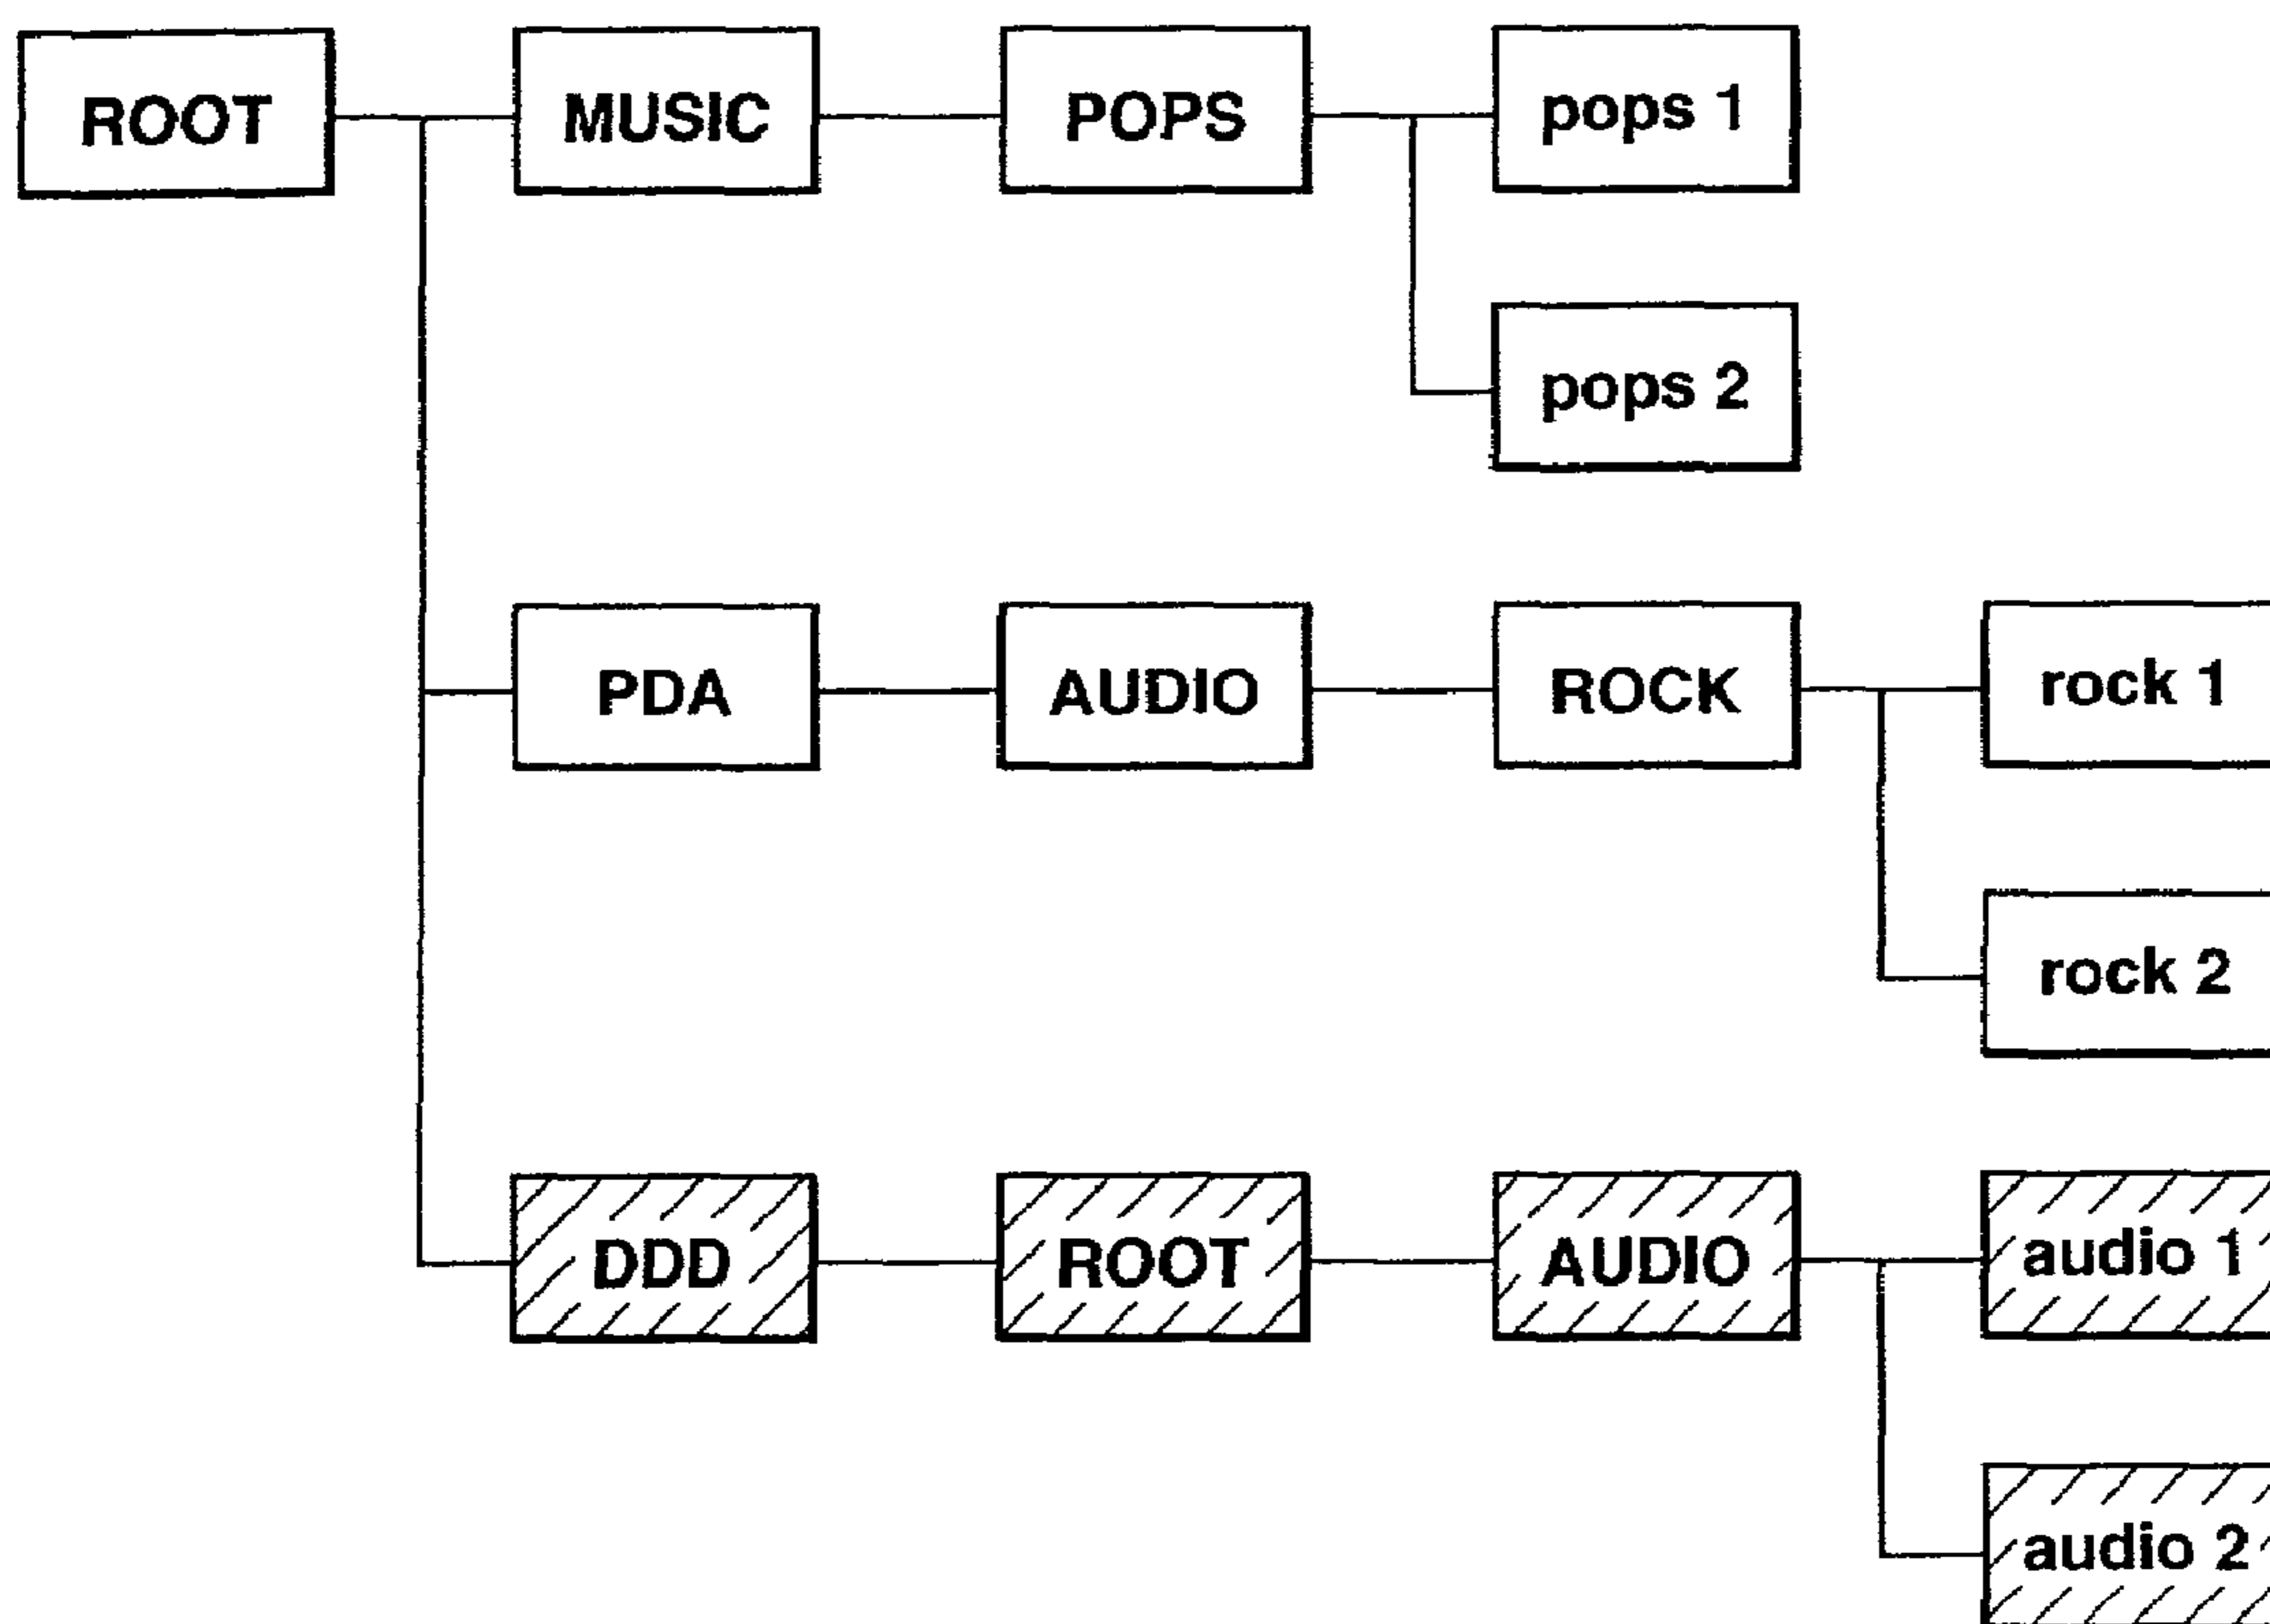 ROOT
MUSIC
POPS
pops 1
pops 2
PDA
AUDIO
ROCK
rock 1
rock 2
DDD
ROOT
AUDIO
audio 1
audio 2